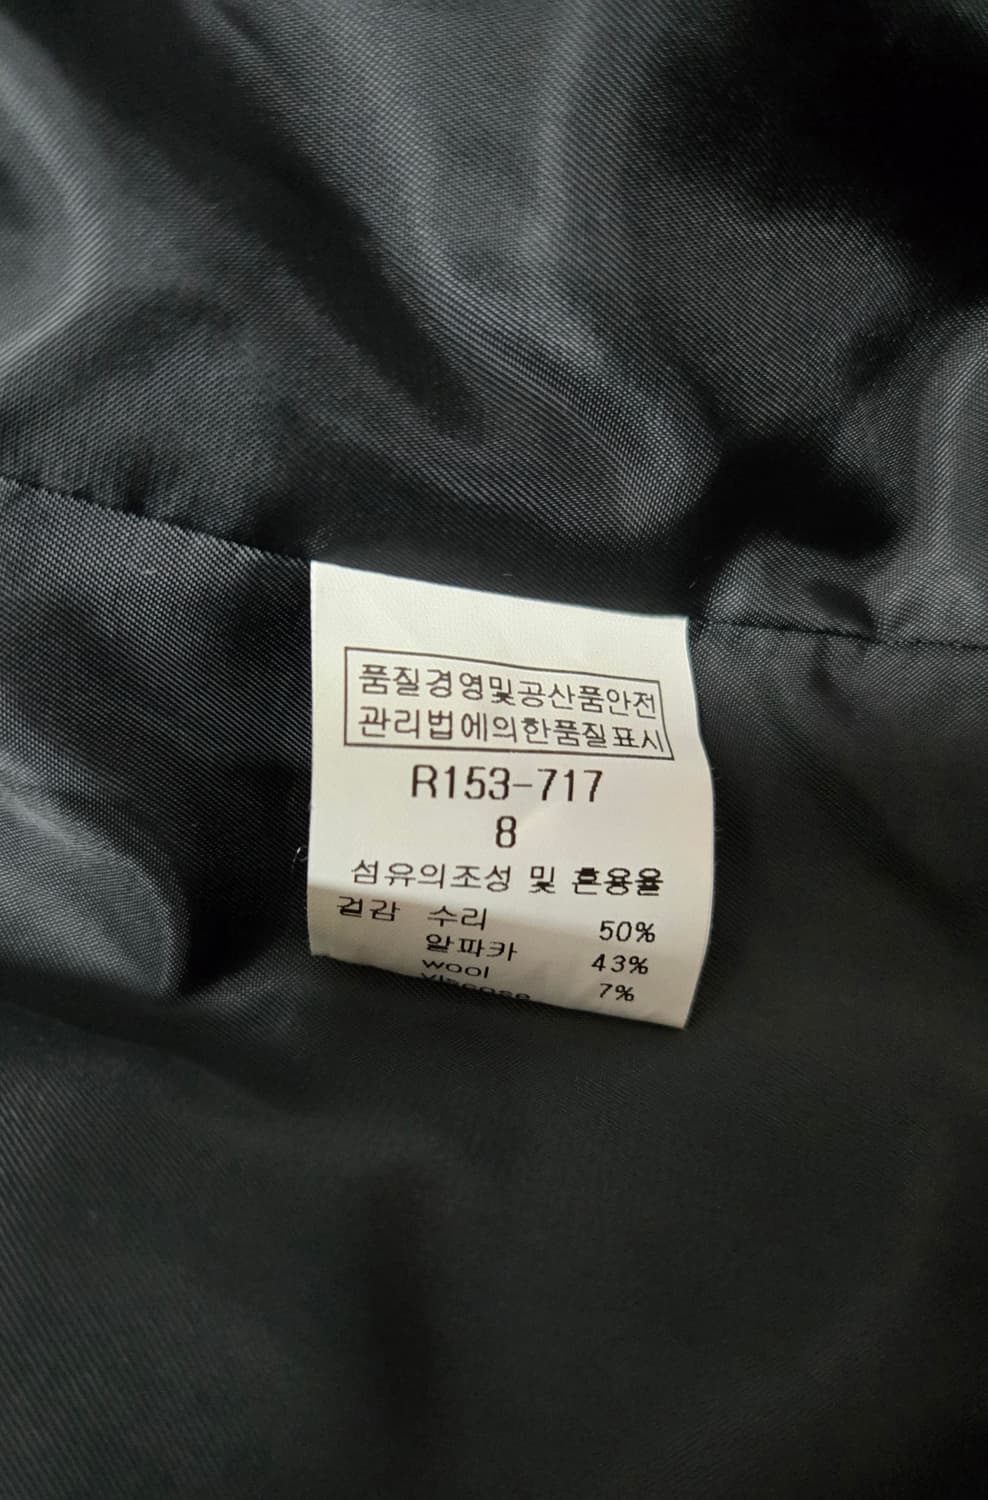 품질경영및공산품안전
관리법에의한품질표시
R153-717
8
섬유의조성 및 혼용율
겉감 수리 50%
알파카 43%
wool 7%
viscose